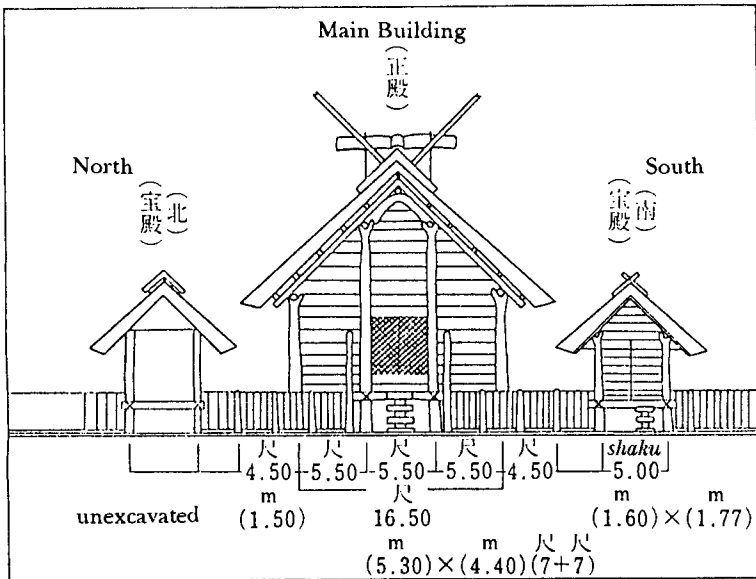 Main Building
(正殿)
North
South
(北)
(宝殿)
(南)
(宝殿)
尺 尺 尺 尺 尺 shaku
4.50 5.50 5.50 5.50 4.50 5.00
m 尺 m m
unexcavated (1.50) 16.50 (1.60)×(1.77)
m m 尺 尺
(5.30)×(4.40)(7+7)